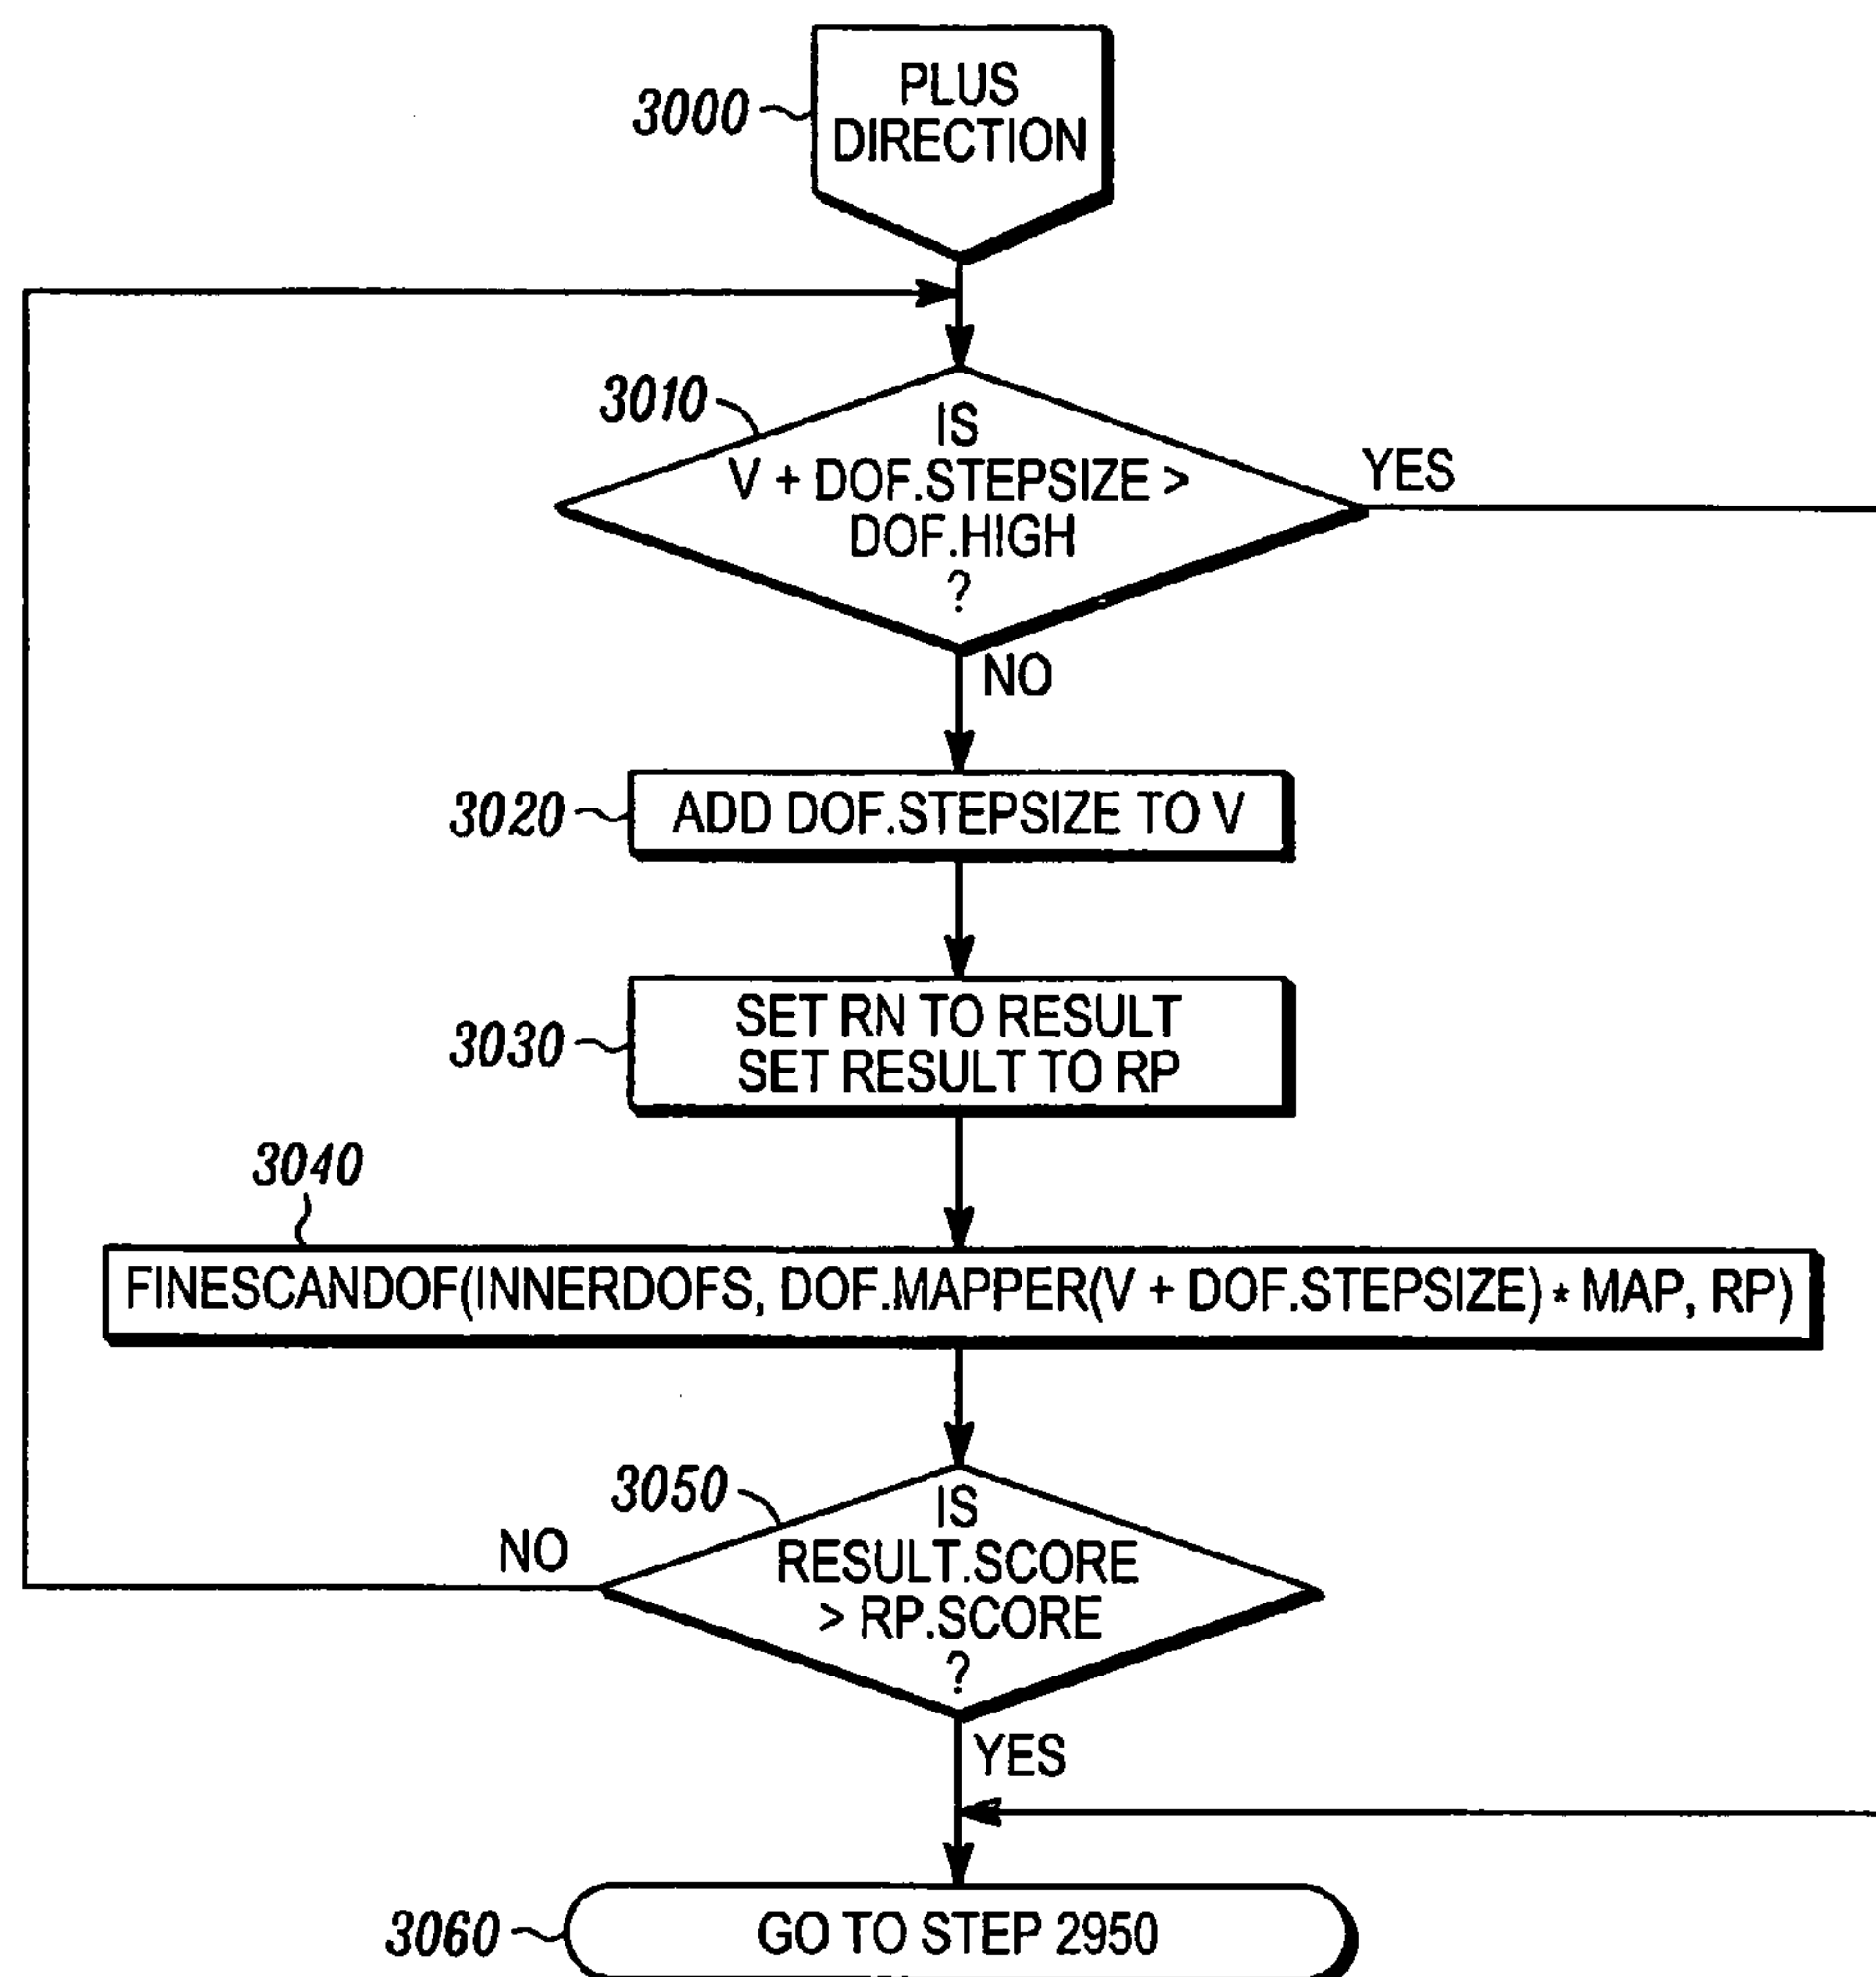 3000
PLUS
DIRECTION
3010
IS
V + DOF.STEPSIZE >
DOF.HIGH
?
YES
NO
3020
ADD DOF.STEPSIZE TO V
3030
SET RN TO RESULT
SET RESULT TO RP
3040
FINESCANDOF(INNERDOFS, DOF.MAPPER(V + DOF.STEPSIZE) * MAP, RP)
3050
IS
RESULT.SCORE
> RP.SCORE
?
NO
YES
3060
GO TO STEP 2950